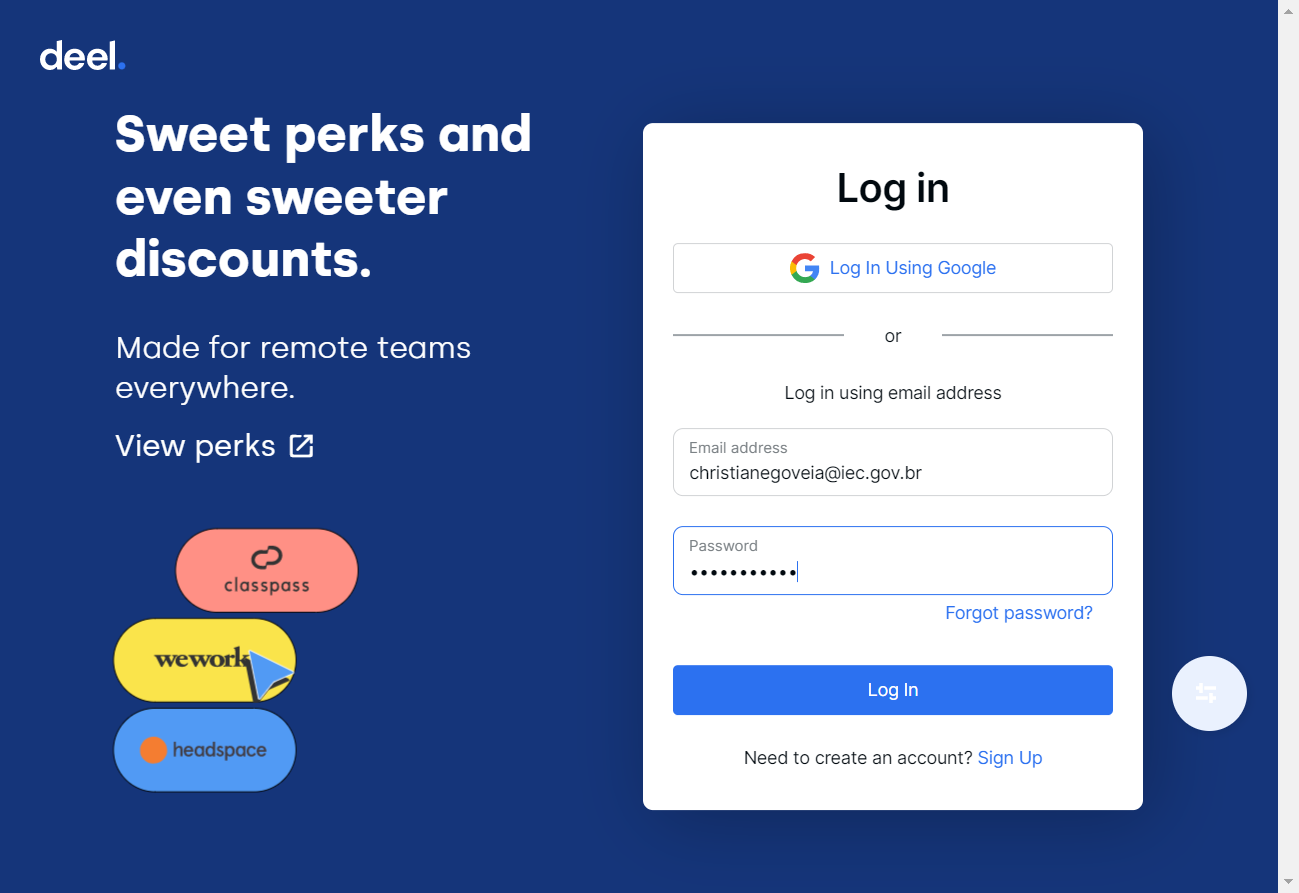 deel.
Sweet perks and
even sweeter
discounts.
Made for remote teams
everywhere.
View perks
classpass
wework
headspace
Log in
Log In Using Google
or
Log in using email address
Email address
christianegoveia@iec.gov.br
Password
•••••••••••
Forgot password?
Log In
Need to create an account? Sign Up